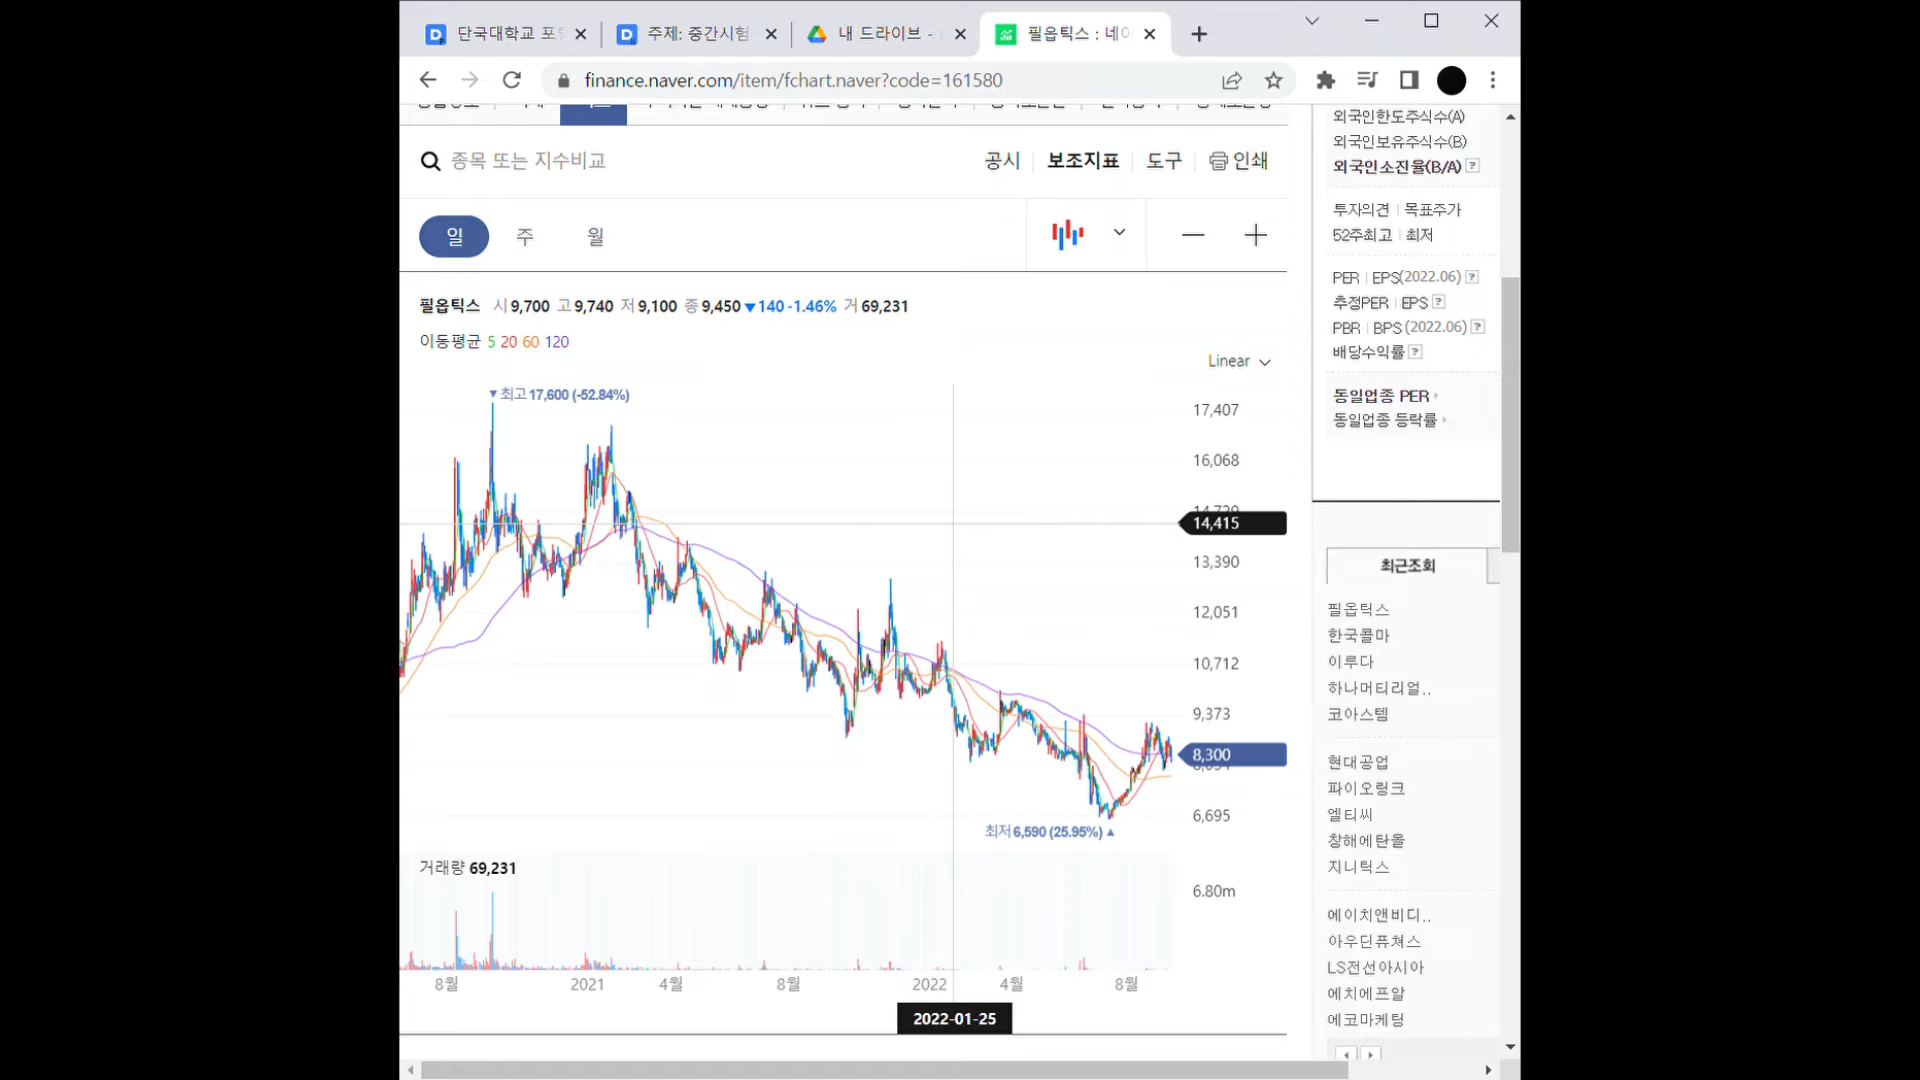 단국대학교 포
주제: 중간시험
내 드라이브 -
필옵틱스 : 네이
finance.naver.com/item/fchart.naver?code=161580
종목 또는 지수비교
공시
보조지표
도구
인쇄
일 주 월
필옵틱스 시 9,700 고 9,740 저 9,100 종 9,450 ▼140 -1.46% 거 69,231
이동평균 5 20 60 120
Linear
▼최고 17,600 (-52.84%)
17,407
16,068
14,415
13,390
12,051
10,712
9,373
8,300
6,695
최저 6,590 (25.95%) ▲
거래량 69,231
6.80m
8월 2021 4월 8월 2022 4월 8월
2022-01-25
외국인한도주식수(A)
외국인보유주식수(B)
외국인소진율(B/A) ?
투자의견 | 목표주가
52주최고 | 최저
PER | EPS(2022.06) ?
추정PER | EPS ?
PBR | BPS (2022.06) ?
배당수익률 ?
동일업종 PER
동일업종 등락률
최근조회
필옵틱스
한국콜마
이루다
하나머티리얼..
코아스템
현대공업
파이오링크
엘티씨
창해에탄올
지니틱스
에이치앤비디..
아우딘퓨쳐스
LS전선아시아
에치에프알
에코마케팅